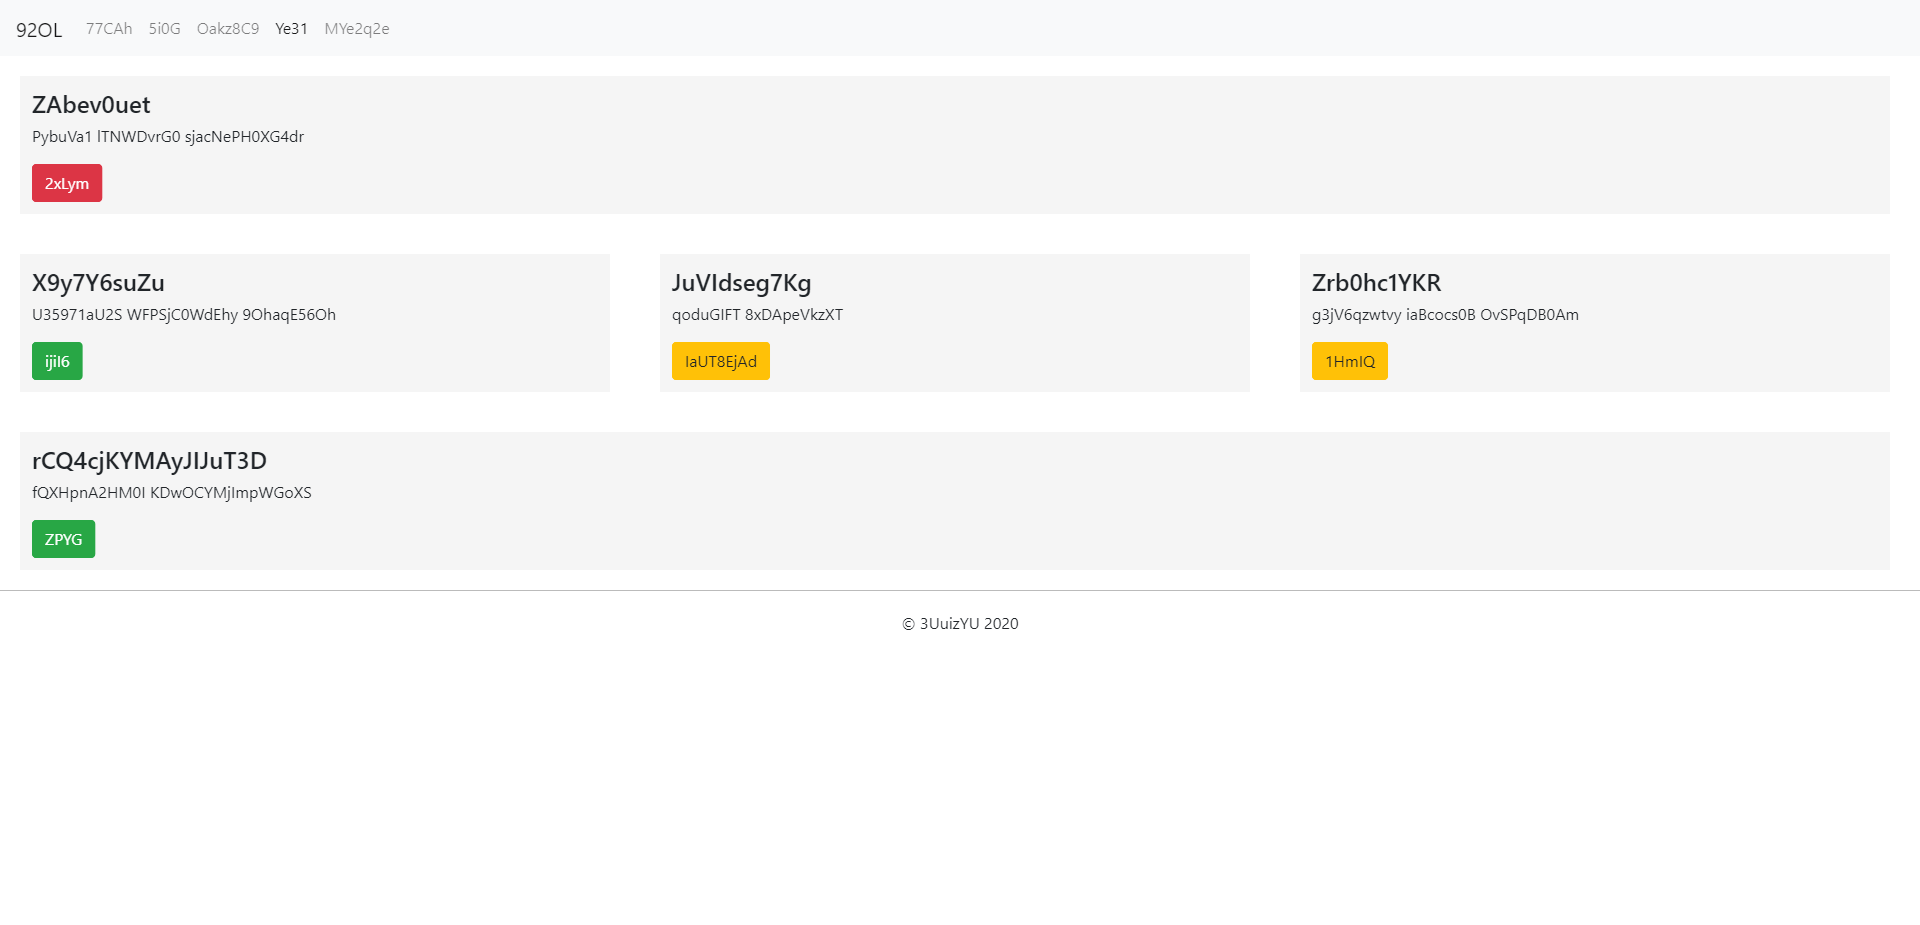 92OL 77CAh 5i0G Oakz8C9 Ye31 MYe2q2e
ZAbev0uet
PybuVa1 lTNWDvrG0 sjacNePH0XG4dr
2xLym
X9y7Y6suZu
U35971aU2S WFPSjC0WdEhy 9OhaqE56Oh
ijiI6
JuVIdseg7Kg
qoduGIFT 8xDApeVkzXT
IaUT8EjAd
Zrb0hc1YKR
g3jV6qzwtvy iaBcocs0B OvSPqDB0Am
1HmIQ
rCQ4cjKYMAyJIJuT3D
fQXHpnA2HM0I KDwOCYMjImpWGoXS
ZPYG
© 3UuizYU 2020